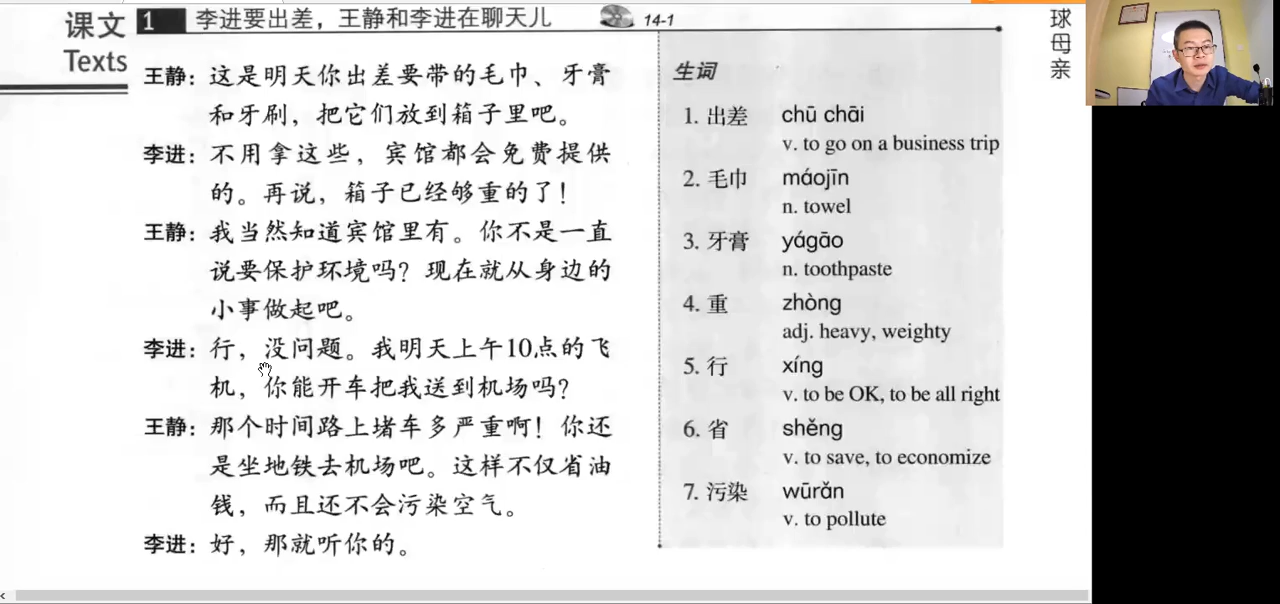 课文 1 李进要出差，王静和李进在聊天儿 14-1
Texts
王静：这是明天你出差要带的毛巾、牙膏
和牙刷，把它们放到箱子里吧。
李进：不用拿这些，宾馆都会免费提供
的。再说，箱子已经够重的了！
王静：我当然知道宾馆里有。你不是一直
说要保护环境吗？现在就从身边的
小事做起吧。
李进：行，没问题。我明天上午10点的飞
机，你能开车把我送到机场吗？
王静：那个时间路上堵车多严重啊！你还
是坐地铁去机场吧。这样不仅省油
钱，而且还不会污染空气。
李进：好，那就听你的。
生词
1. 出差 chū chāi
v. to go on a business trip
2. 毛巾 máojīn
n. towel
3. 牙膏 yágāo
n. toothpaste
4. 重 zhòng
adj. heavy, weighty
5. 行 xíng
v. to be OK, to be all right
6. 省 shěng
v. to save, to economize
7. 污染 wūrǎn
v. to pollute
球母亲